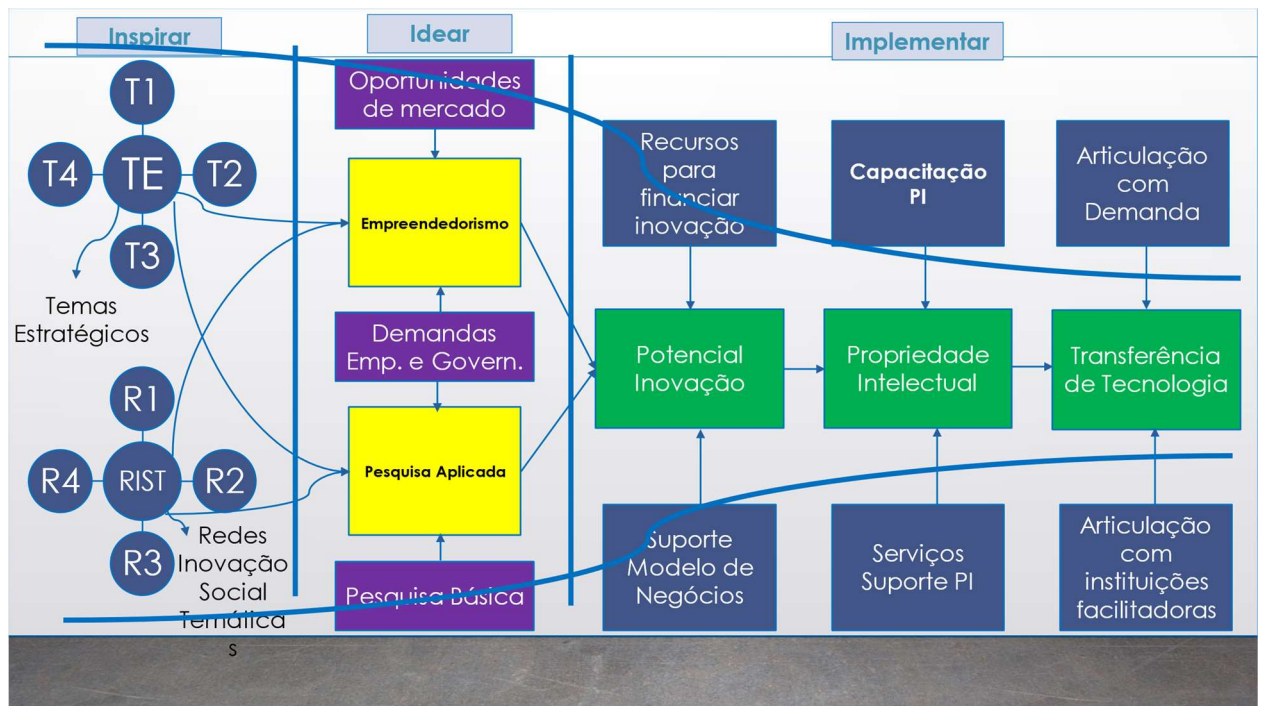 Inspirar
Idear
Implementar
T1
T4
TE
T2
T3
Temas
Estratégicos
R1
R4
RIST
R2
R3
Redes
Inovação
Social
Temática
s
Oportunidades
de mercado
Empreendedorismo
Demandas
Emp. e Govern.
Pesquisa Aplicada
Pesquisa Básica
Recursos
para
financiar
inovação
Capacitação
PI
Articulação
com
Demanda
Potencial
Inovação
Propriedade
Intelectual
Transferência
de Tecnologia
Suporte
Modelo de
Negócios
Serviços
Suporte PI
Articulação
com
instituições
facilitadoras